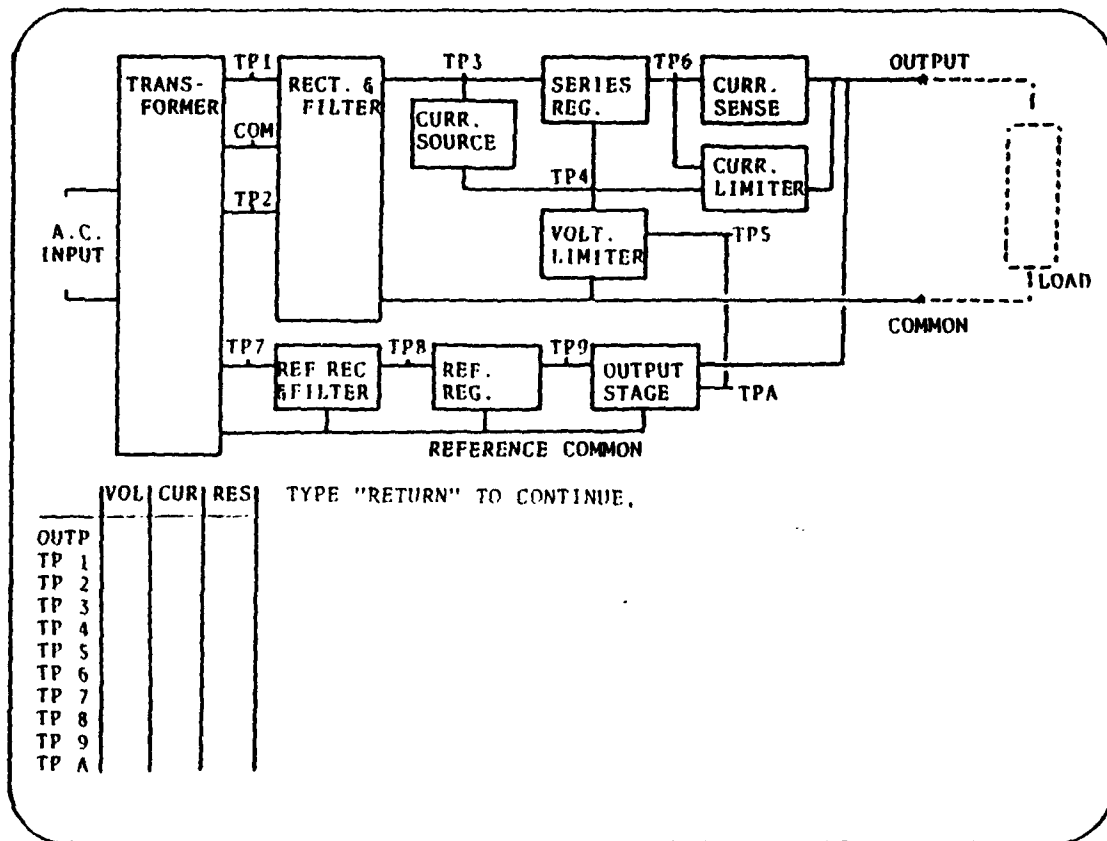 TP1
TP3
TP6
OUTPUT
TRANS-
FORMER
RECT. &
FILTER
SERIES
REG.
CURR.
SENSE
CURR.
SOURCE
COM
TP4
CURR.
LIMITER
TP2
A.C.
INPUT
VOLT.
LIMITER
TP5
LOAD
COMMON
TP7
TP8
TP9
REF REC
&FILTER
REF.
REG.
OUTPUT
STAGE
TPA
REFERENCE COMMON
VOL CUR RES
TYPE "RETURN" TO CONTINUE.
OUTP
TP 1
TP 2
TP 3
TP 4
TP 5
TP 6
TP 7
TP 8
TP 9
TP A